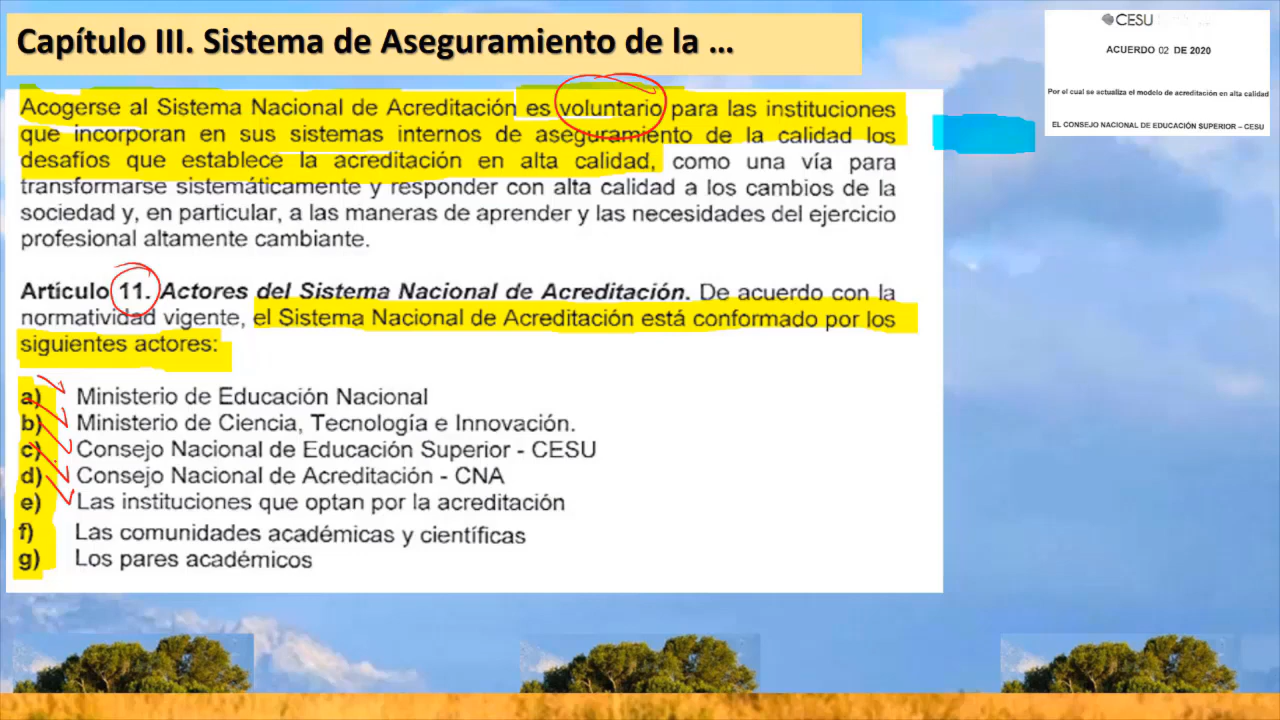 Capítulo III. Sistema de Aseguramiento de la ...
CESU
ACUERDO 02 DE 2020
Por el cual se actualiza el modelo de acreditación en alta calidad
EL CONSEJO NACIONAL DE EDUCACIÓN SUPERIOR – CESU
Acogerse al Sistema Nacional de Acreditación es voluntario para las instituciones
que incorporan en sus sistemas internos de aseguramiento de la calidad los
desafíos que establece la acreditación en alta calidad, como una vía para
transformarse sistemáticamente y responder con alta calidad a los cambios de la
sociedad y, en particular, a las maneras de aprender y las necesidades del ejercicio
profesional altamente cambiante.
Artículo 11. Actores del Sistema Nacional de Acreditación. De acuerdo con la
normatividad vigente, el Sistema Nacional de Acreditación está conformado por los
siguientes actores:
a) Ministerio de Educación Nacional
b) Ministerio de Ciencia, Tecnología e Innovación.
c) Consejo Nacional de Educación Superior - CESU
d) Consejo Nacional de Acreditación - CNA
e) Las instituciones que optan por la acreditación
f) Las comunidades académicas y científicas
g) Los pares académicos